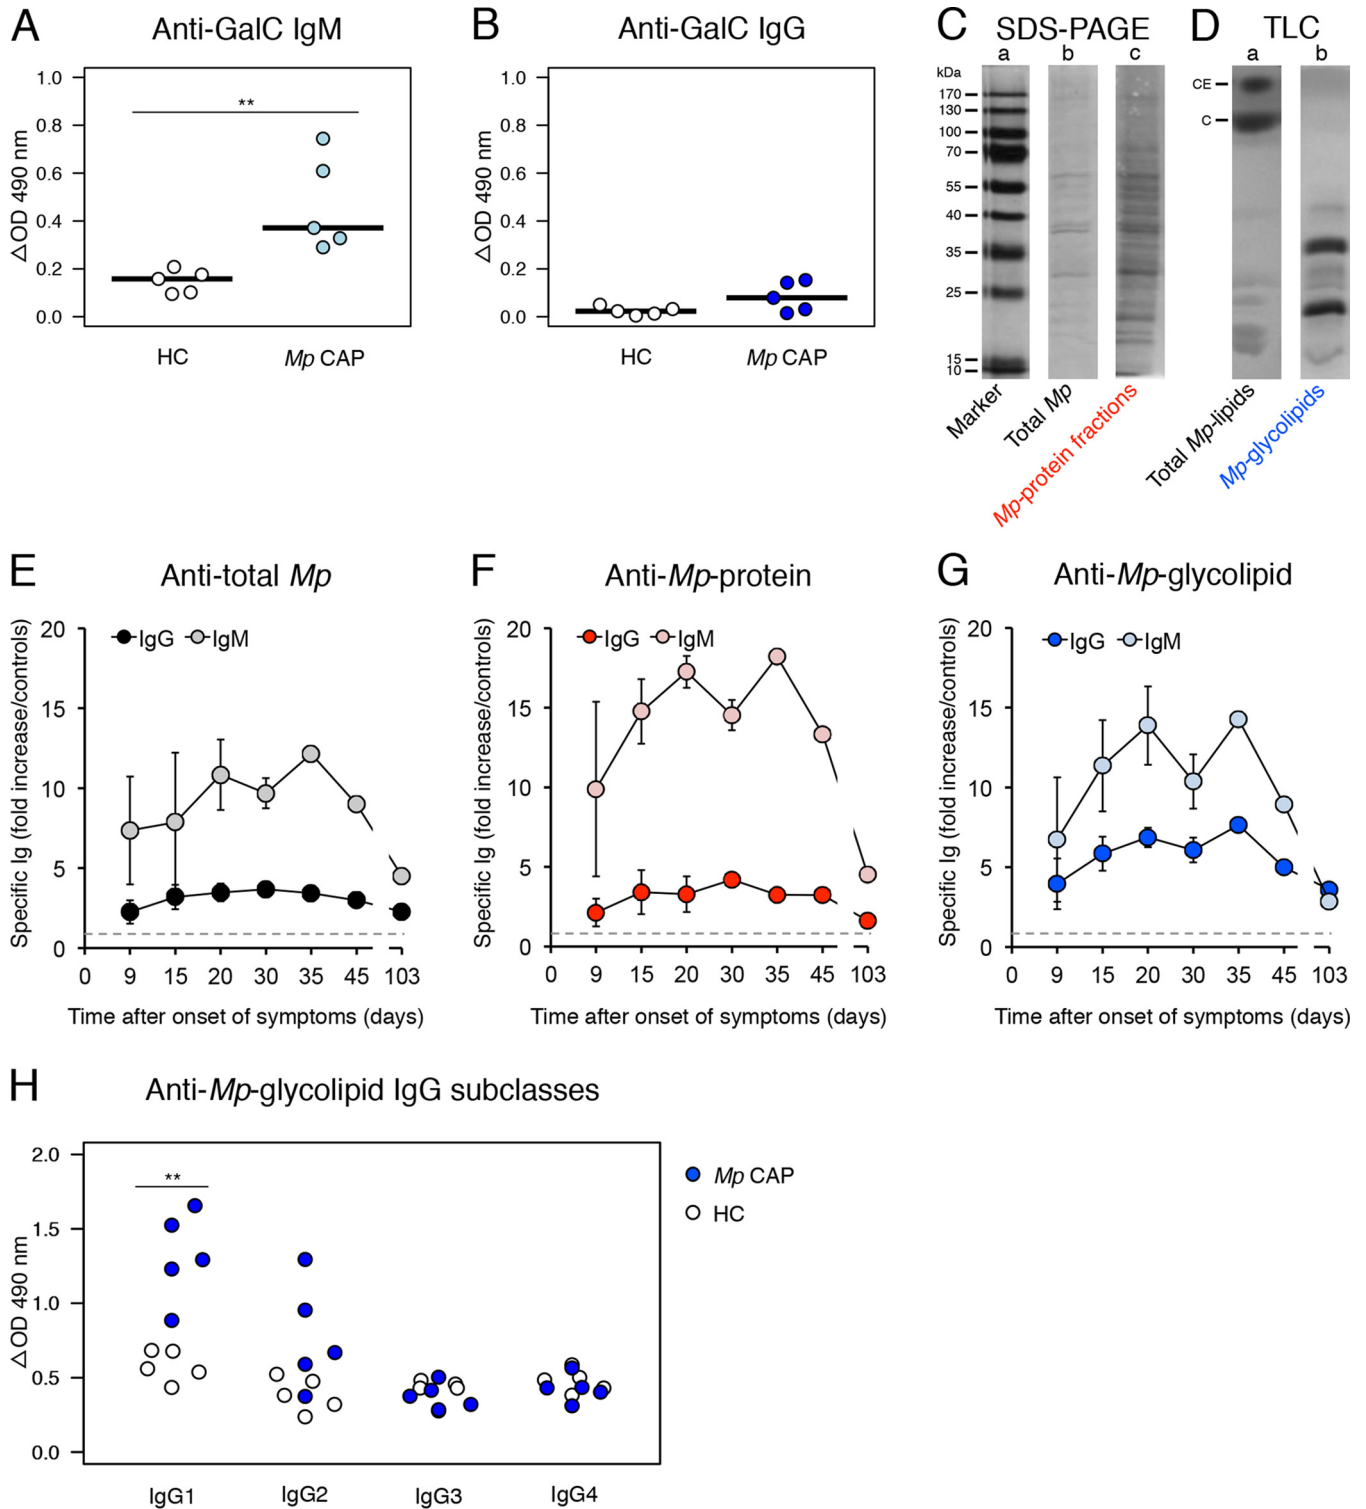 A Anti-GalC IgM
△OD 490 nm
1.0
0.8
0.6
0.4
0.2
0.0
**
HC Mp CAP
B Anti-GalC IgG
△OD 490 nm
1.0
0.8
0.6
0.4
0.2
0.0
HC Mp CAP
C SDS-PAGE
a b c
kDa
170
130
100
70
55
40
35
25
15
10
Marker
Total Mp
Mp-protein fractions
D TLC
a b
CE
C
Total Mp-lipids
Mp-glycolipids
E Anti-total Mp
Specific Ig (fold increase/controls)
20
15
10
5
0
IgG IgM
0 9 15 20 30 35 45 103
Time after onset of symptoms (days)
F Anti-Mp-protein
Specific Ig (fold increase/controls)
20
15
10
5
0
IgG IgM
0 9 15 20 30 35 45 103
Time after onset of symptoms (days)
G Anti-Mp-glycolipid
Specific Ig (fold increase/controls)
20
15
10
5
0
IgG IgM
0 9 15 20 30 35 45 103
Time after onset of symptoms (days)
H Anti-Mp-glycolipid IgG subclasses
△OD 490 nm
2.0
1.5
1.0
0.5
0.0
**
IgG1 IgG2 IgG3 IgG4
Mp CAP
HC